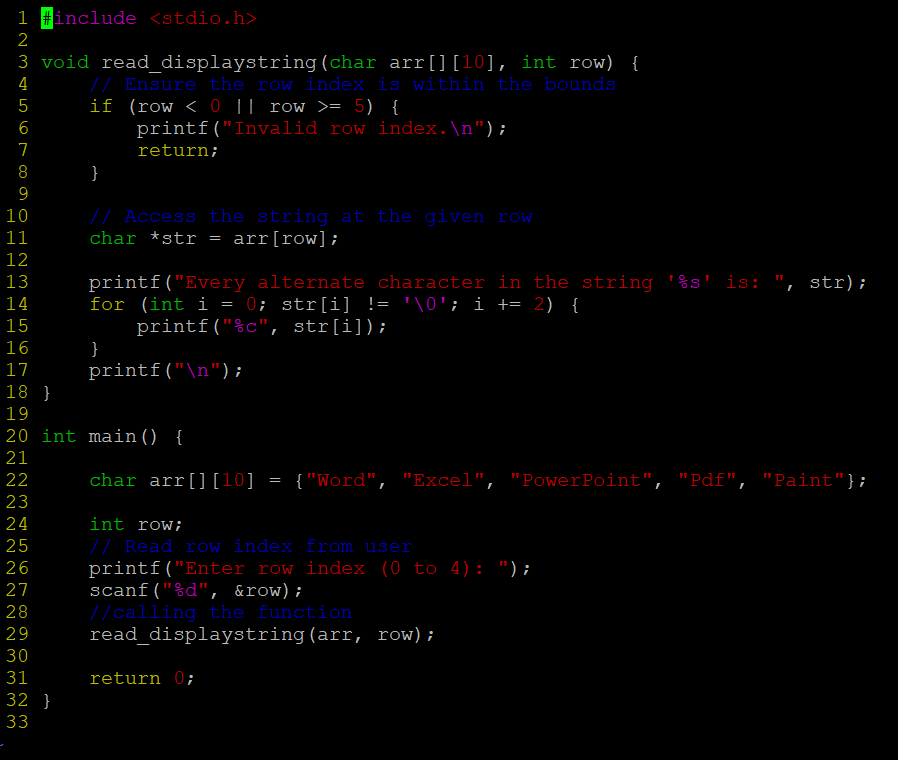 1 #include <stdio.h>
2
3 void read_displaystring(char arr[][10], int row) {
4     // Ensure the row index is within the bounds
5     if (row < 0 || row >= 5) {
6         printf("Invalid row index.\n");
7         return;
8     }
9
10     // Access the string at the given row
11     char *str = arr[row];
12
13     printf("Every alternate character in the string '%s' is: ", str);
14     for (int i = 0; str[i] != '\0'; i += 2) {
15         printf("%c", str[i]);
16     }
17     printf("\n");
18 }
19
20 int main() {
21
22     char arr[][10] = {"Word", "Excel", "PowerPoint", "Pdf", "Paint"};
23
24     int row;
25     // Read row index from user
26     printf("Enter row index (0 to 4): ");
27     scanf("%d", &row);
28     //calling the function
29     read_displaystring(arr, row);
30
31     return 0;
32 }
33
~